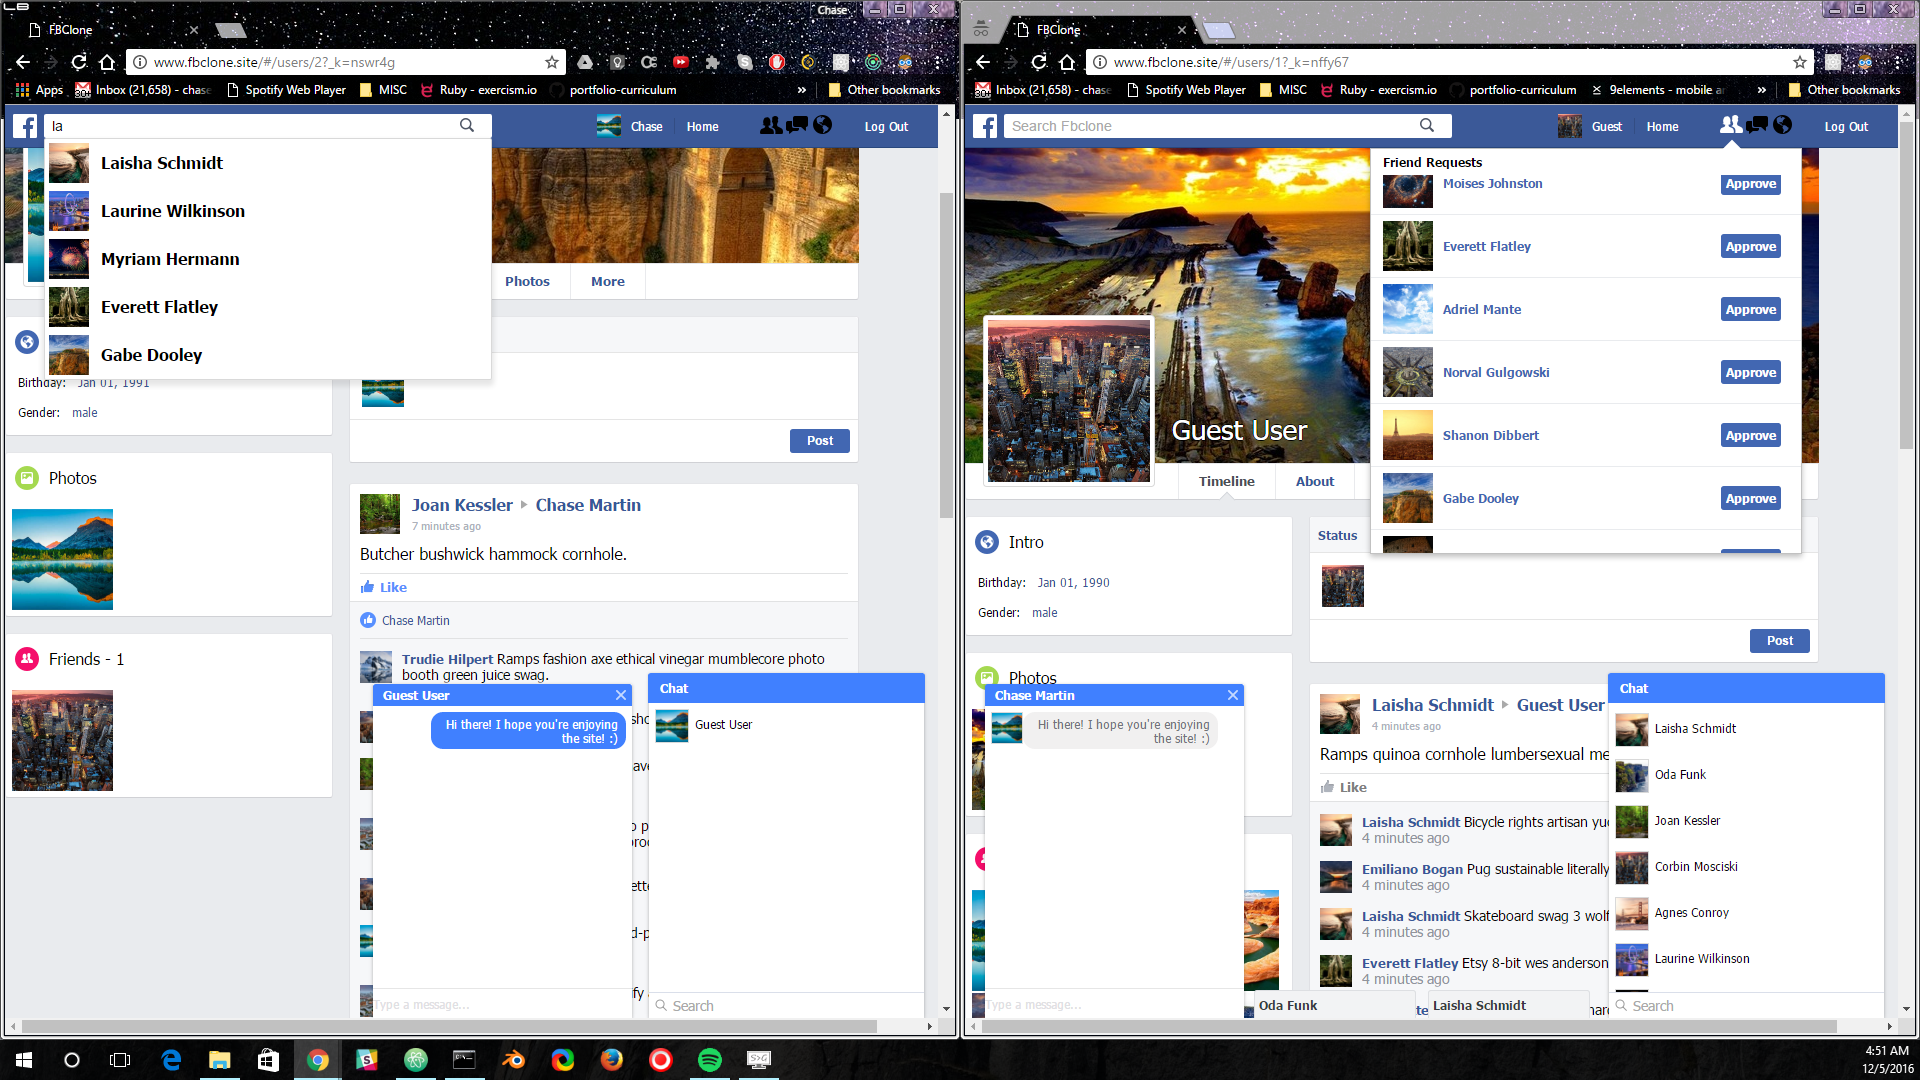 Chase
FBClone
www.fbclone.site/#/users/2?_k=nswr4g
Apps
Inbox (21,658) - chase
Spotify Web Player
MISC
Ruby - exercism.io
portfolio-curriculum
»
Other bookmarks
la
Chase
Home
Log Out
Laisha Schmidt
Laurine Wilkinson
Myriam Hermann
Everett Flatley
Gabe Dooley
Photos
More
Birthday: Jan 01, 1991
Gender: male
Post
Photos
Friends - 1
Joan Kessler Chase Martin
7 minutes ago
Butcher bushwick hammock cornhole.
Like
Chase Martin
Trudie Hilpert Ramps fashion axe ethical vinegar mumblecore photo
booth green juice swag.
Guest User
Hi there! I hope you're enjoying
the site! :)
Type a message...
Chat
Guest User
Search
FBClone
www.fbclone.site/#/users/1?_k=nffy67
Inbox (21,658) - chase
Spotify Web Player
MISC
Ruby - exercism.io
portfolio-curriculum
9elements - mobile a
»
Other bookmarks
Search Fbclone
Guest
Home
Log Out
Friend Requests
Moises Johnston
Approve
Everett Flatley
Approve
Adriel Mante
Approve
Norval Gulgowski
Approve
Shanon Dibbert
Approve
Gabe Dooley
Approve
Guest User
Timeline
About
Intro
Birthday: Jan 01, 1990
Gender: male
Photos
Status
Post
Laisha Schmidt Guest User
4 minutes ago
Ramps quinoa cornhole lumbersexual me
Like
Laisha Schmidt Bicycle rights artisan yu
4 minutes ago
Emiliano Bogan Pug sustainable literally
4 minutes ago
Laisha Schmidt Skateboard swag 3 wolf
4 minutes ago
Everett Flatley Etsy 8-bit wes anderson
4 minutes ago
Chase Martin
Hi there! I hope you're enjoying
the site! :)
Type a message...
Oda Funk
Laisha Schmidt
Chat
Laisha Schmidt
Oda Funk
Joan Kessler
Corbin Mosciski
Agnes Conroy
Laurine Wilkinson
Search
4:51 AM
12/5/2016